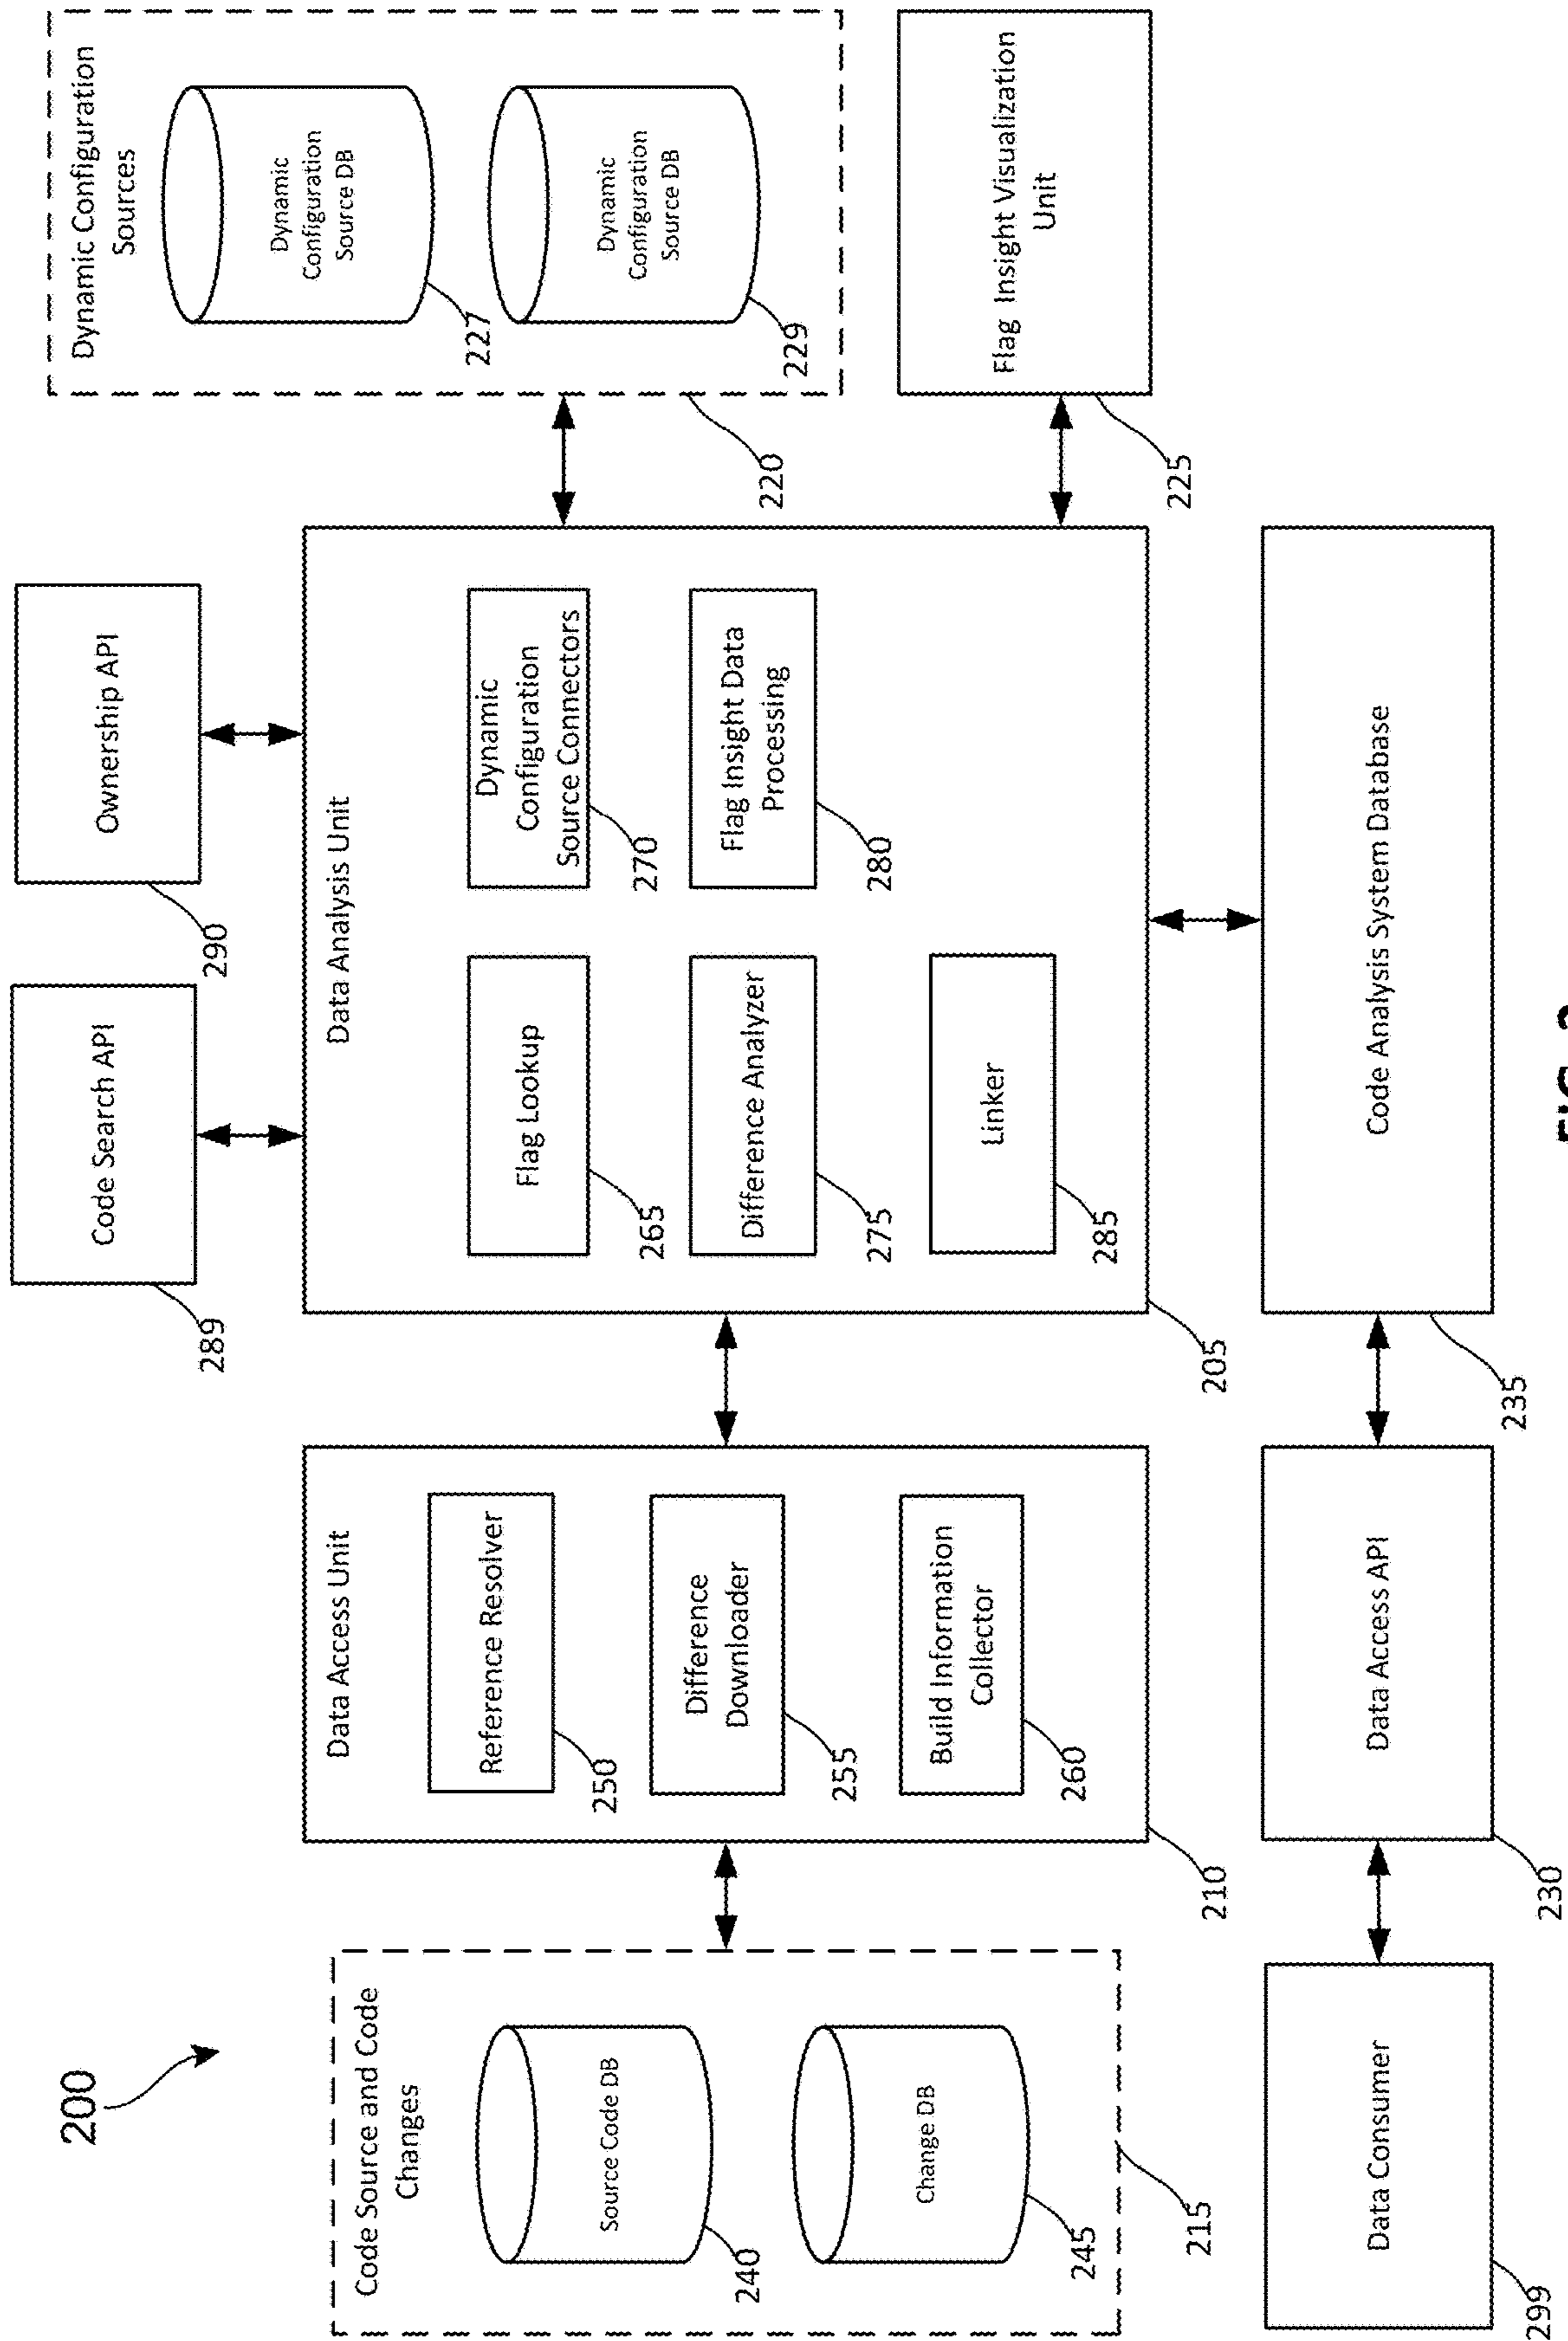 200
Code Search API
289
Ownership API
290
Code Source and Code
Changes
Source Code DB
240
Change DB
245
215
Data Access Unit
Reference Resolver
250
Difference
Downloader
255
Build Information
Collector
260
210
Data Analysis Unit
Flag Lookup
265
Dynamic
Configuration
Source Connectors
270
Difference Analyzer
275
Flag Insight Data
Processing
280
Linker
285
205
Dynamic Configuration
Sources
Dynamic
Configuration
Source DB
227
Dynamic
Configuration
Source DB
229
220
Flag Insight Visualization
Unit
225
Data Consumer
299
Data Access API
230
Code Analysis System Database
235